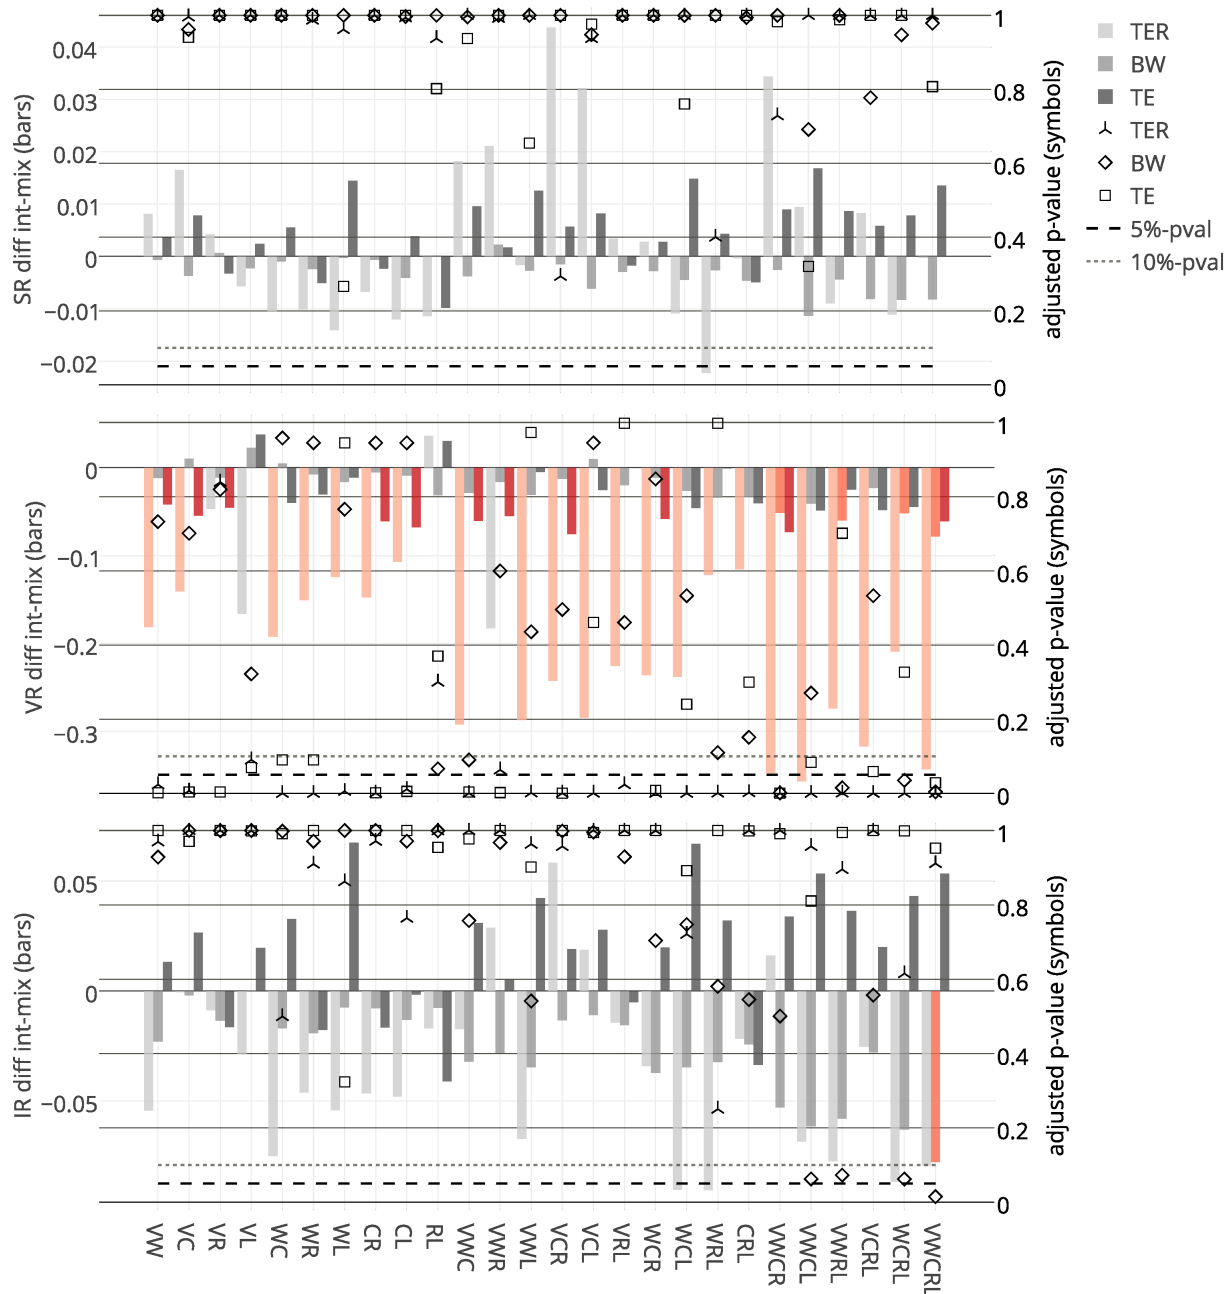 SR diff int-mix (bars)
0.04
0.03
0.02
0.01
0
−0.01
−0.02
1
0.8
0.6
0.4
0.2
0
adjusted p-value (symbols)
TER
BW
TE
TER
BW
TE
5%-pval
10%-pval
VR diff int-mix (bars)
0
−0.1
−0.2
−0.3
1
0.8
0.6
0.4
0.2
0
adjusted p-value (symbols)
IR diff int-mix (bars)
0.05
0
−0.05
1
0.8
0.6
0.4
0.2
0
adjusted p-value (symbols)
VW
VC
VR
VL
WC
WR
WL
CR
CL
RL
VWC
VWR
VWL
VCR
VCL
VRL
WCR
WCL
WRL
CRL
VWCR
VWCL
VWRL
VCRL
WCRL
VWCRL